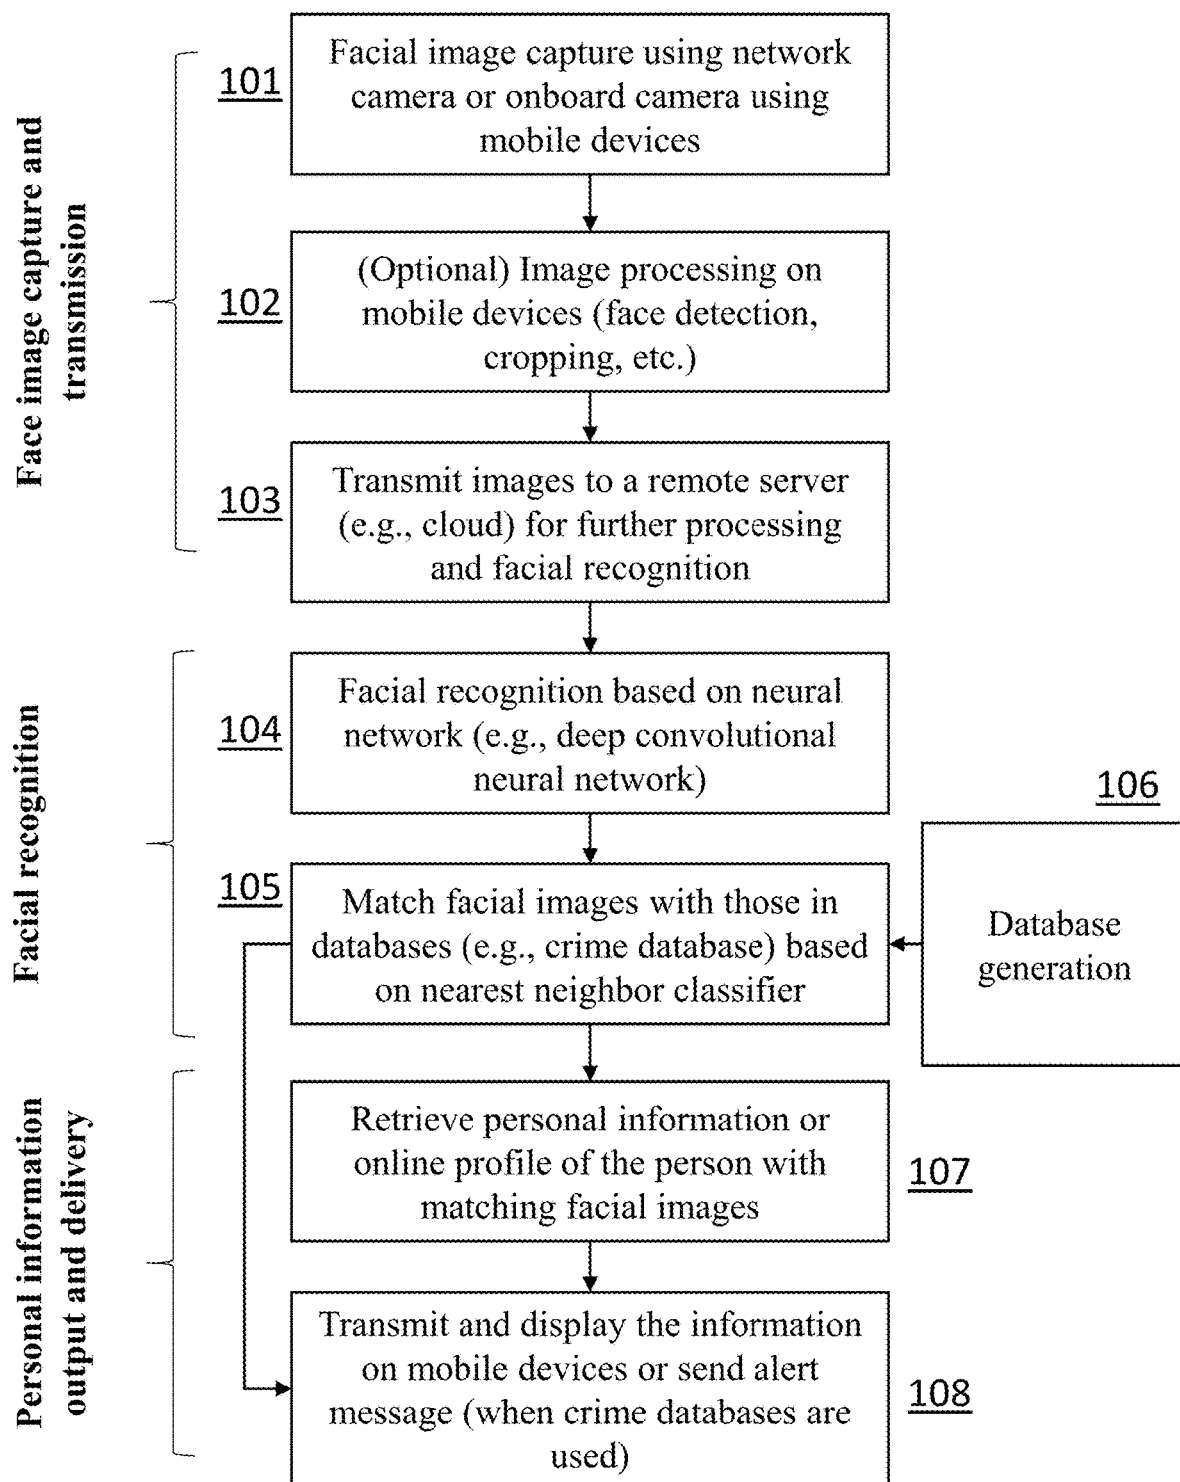 Face image capture and
transmission
101
Facial image capture using network
camera or onboard camera using
mobile devices
102
(Optional) Image processing on
mobile devices (face detection,
cropping, etc.)
103
Transmit images to a remote server
(e.g., cloud) for further processing
and facial recognition
Facial recognition
104
Facial recognition based on neural
network (e.g., deep convolutional
neural network)
105
Match facial images with those in
databases (e.g., crime database) based
on nearest neighbor classifier
106
Database
generation
Personal information
output and delivery
Retrieve personal information or
online profile of the person with
matching facial images
107
Transmit and display the information
on mobile devices or send alert
message (when crime databases are
used)
108